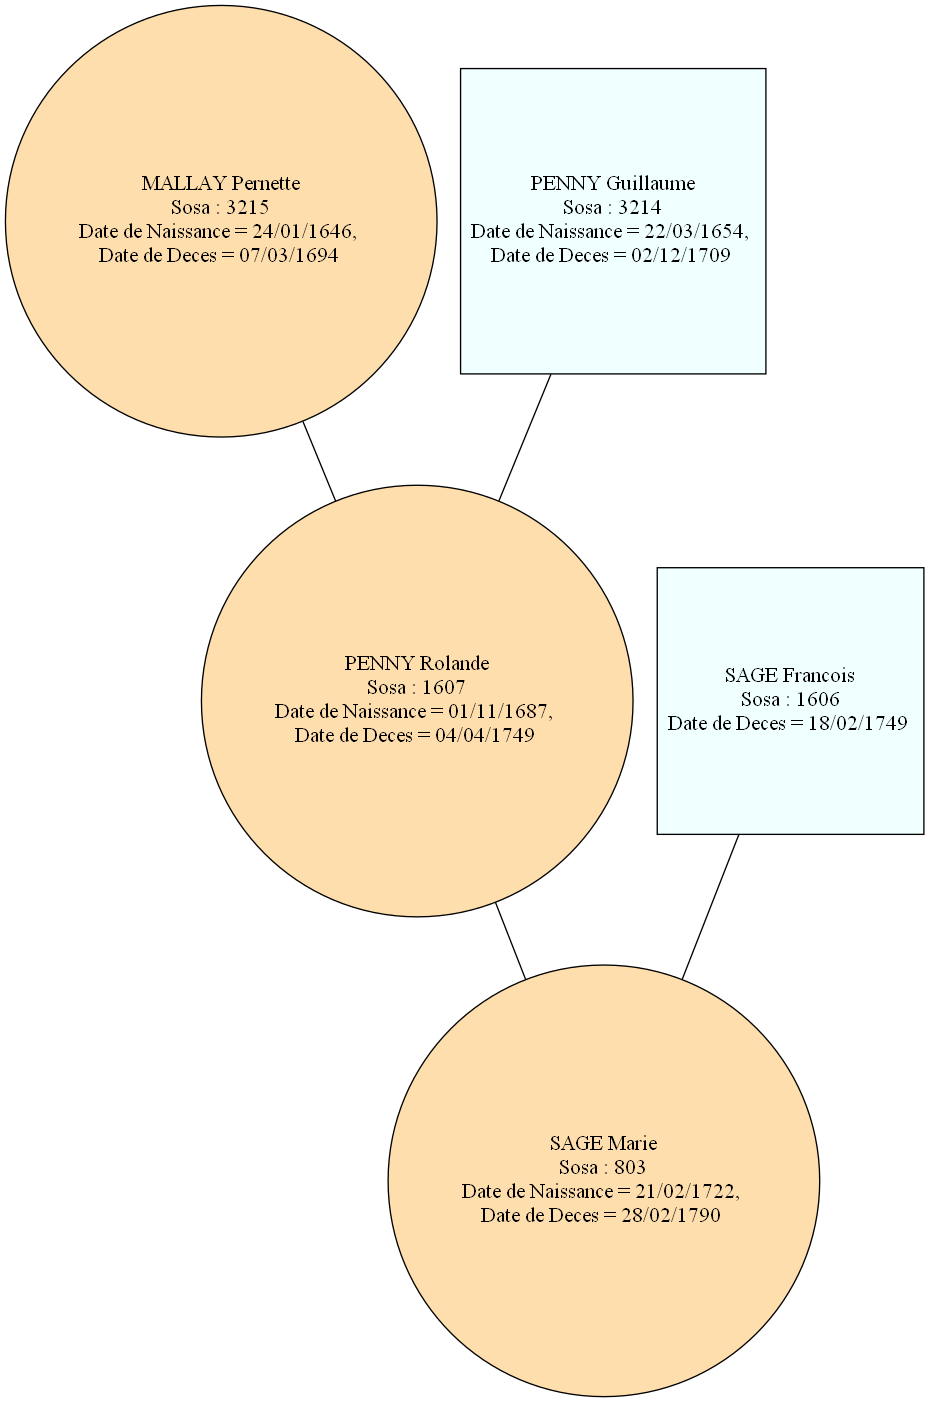 MALLAY Pernette
Sosa : 3215
Date de Naissance = 24/01/1646,
Date de Deces = 07/03/1694
PENNY Guillaume
Sosa : 3214
Date de Naissance = 22/03/1654,
Date de Deces = 02/12/1709
PENNY Rolande
Sosa : 1607
Date de Naissance = 01/11/1687,
Date de Deces = 04/04/1749
SAGE Francois
Sosa : 1606
Date de Deces = 18/02/1749
SAGE Marie
Sosa : 803
Date de Naissance = 21/02/1722,
Date de Deces = 28/02/1790